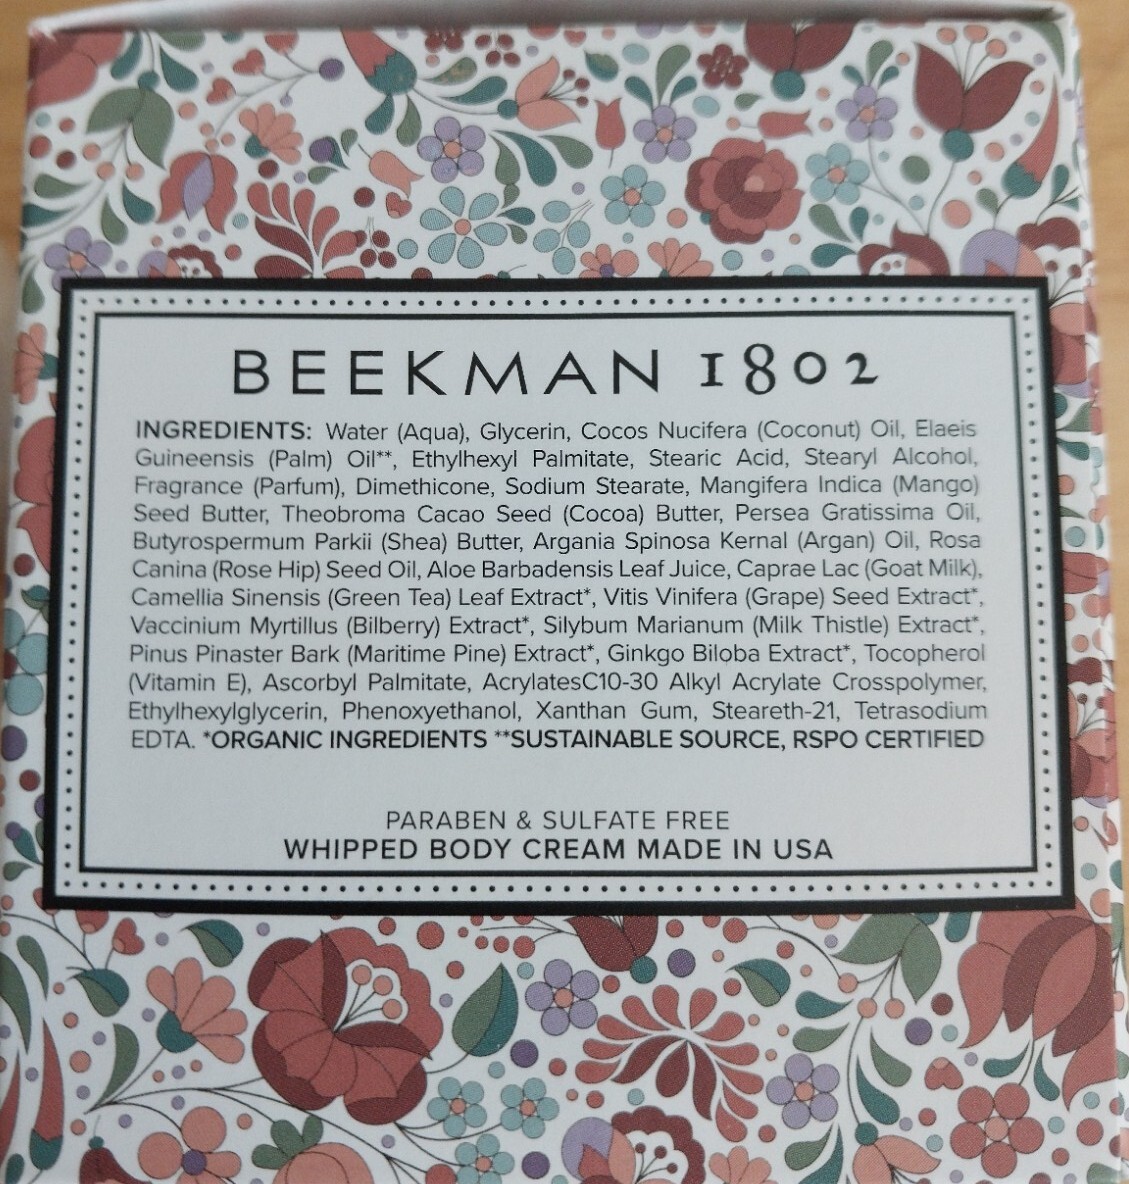 BEEKMAN 1802
INGREDIENTS: Water (Aqua), Glycerin, Cocos Nucifera (Coconut) Oil, Elaeis
Guineensis (Palm) Oil**, Ethylhexyl Palmitate, Stearic Acid, Stearyl Alcohol,
Fragrance (Parfum), Dimethicone, Sodium Stearate, Mangifera Indica (Mango)
Seed Butter, Theobroma Cacao Seed (Cocoa) Butter, Persea Gratissima Oil,
Butyrospermum Parkii (Shea) Butter, Argania Spinosa Kernal (Argan) Oil, Rosa
Canina (Rose Hip) Seed Oil, Aloe Barbadensis Leaf Juice, Caprae Lac (Goat Milk),
Camellia Sinensis (Green Tea) Leaf Extract*, Vitis Vinifera (Grape) Seed Extract*,
Vaccinium Myrtillus (Bilberry) Extract*, Silybum Marianum (Milk Thistle) Extract*,
Pinus Pinaster Bark (Maritime Pine) Extract*, Ginkgo Biloba Extract*, Tocopherol
(Vitamin E), Ascorbyl Palmitate, AcrylatesC10-30 Alkyl Acrylate Crosspolymer,
Ethylhexylglycerin, Phenoxyethanol, Xanthan Gum, Steareth-21, Tetrasodium
EDTA. *ORGANIC INGREDIENTS **SUSTAINABLE SOURCE, RSPO CERTIFIED
PARABEN & SULFATE FREE
WHIPPED BODY CREAM MADE IN USA